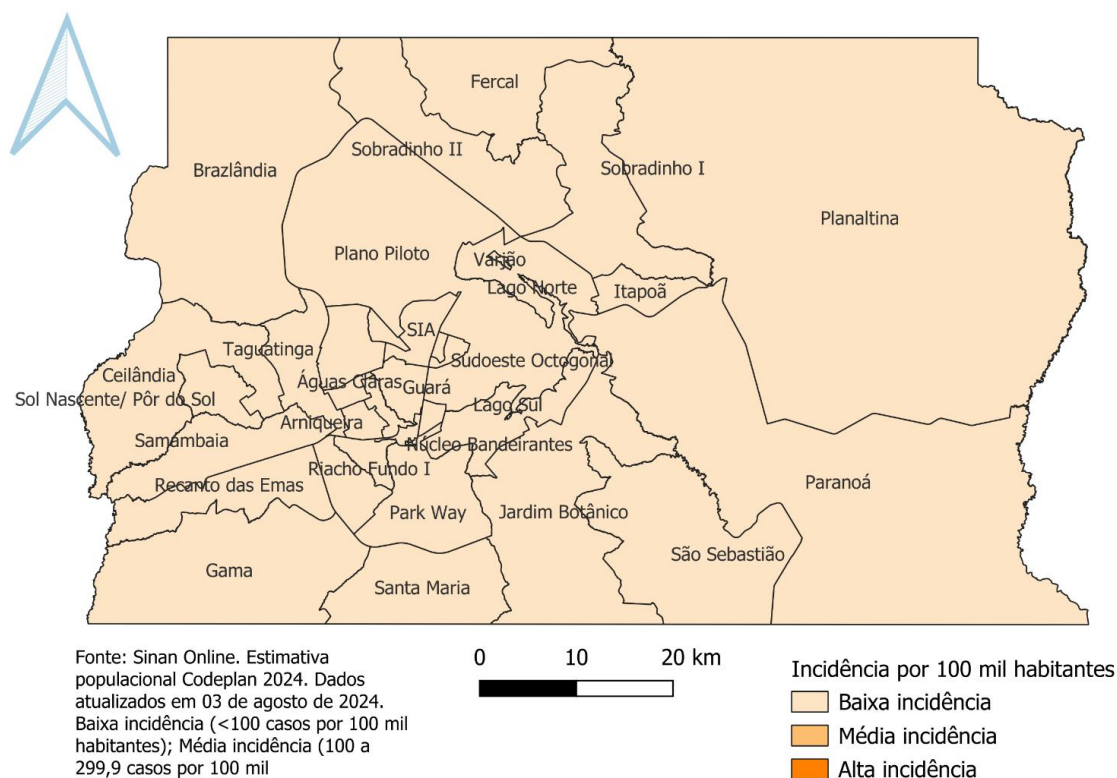 Fercal
Sobradinho II
Brazlândia
Sobradinho I
Planaltina
Plano Piloto
Varjão
Lago Norte
Itapoã
SIA
Taguatinga
Sudoeste Octogonal
Ceilândia
Águas Claras
Guará
Sol Nascente/ Pôr do Sol
Lago Sul
Arniqueira
Samambaia
Núcleo Bandeirantes
Riacho Fundo I
Recanto das Emas
Paranoá
Park Way
Jardim Botânico
São Sebastião
Gama
Santa Maria
Fonte: Sinan Online. Estimativa
populacional Codeplan 2024. Dados
atualizados em 03 de agosto de 2024.
Baixa incidência (<100 casos por 100 mil
habitantes); Média incidência (100 a
299,9 casos por 100 mil
0 10 20 km
Incidência por 100 mil habitantes
Baixa incidência
Média incidência
Alta incidência